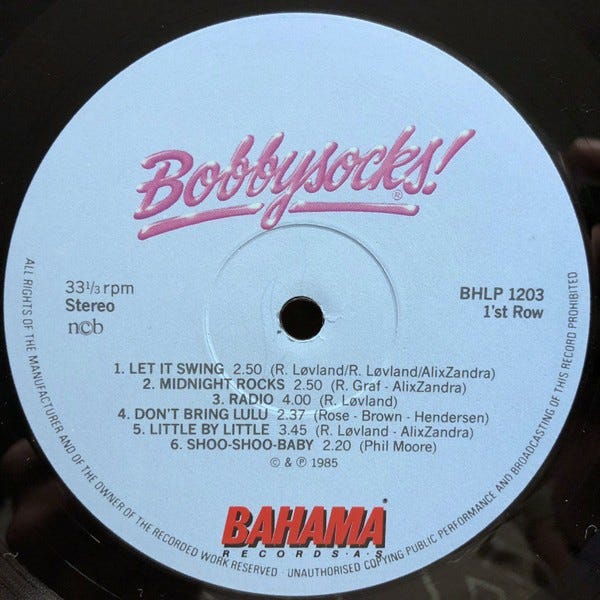 Bobbysocks!
®
33 1/3 rpm
Stereo
ncb
BHLP 1203
1'st Row
1. LET IT SWING 2.50 (R. Løvland/R. Løvland/AlixZandra)
2. MIDNIGHT ROCKS 2.50 (R. Graf - AlixZandra)
3. RADIO 4.00 (R. Løvland)
4. DON'T BRING LULU 2.37 (Rose - Brown - Hendersen)
5. LITTLE BY LITTLE 3.45 (R. Løvland - AlixZandra)
6. SHOO-SHOO-BABY 2.20 (Phil Moore)
© & ℗ 1985
BAHAMA®
RECORDS·A·S
ALL RIGHTS OF THE MANUFACTURER AND OF THE OWNER OF THE RECORDED WORK RESERVED · UNAUTHORISED COPYING PUBLIC PERFORMANCE AND BROADCASTING OF THIS RECORD PROHIBITED